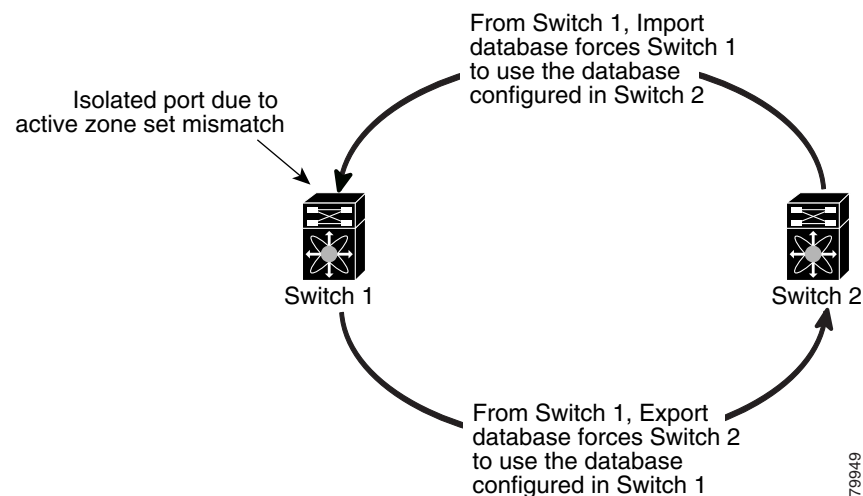 From Switch 1, Import
database forces Switch 1
to use the database
configured in Switch 2
Isolated port due to
active zone set mismatch
Switch 1
Switch 2
From Switch 1, Export
database forces Switch 2
to use the database
configured in Switch 1
79949